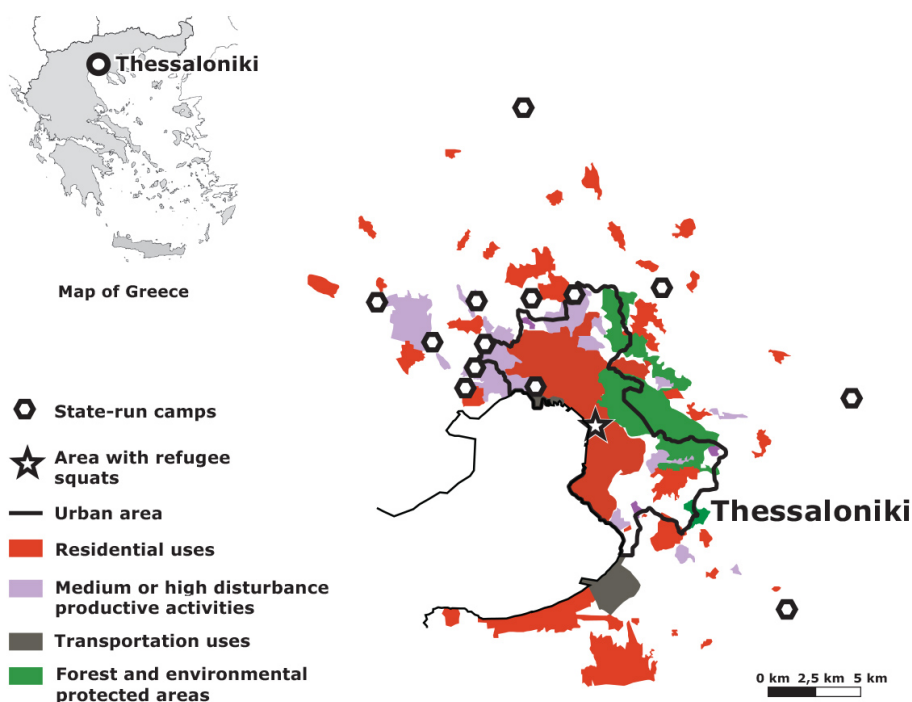 Thessaloniki
Map of Greece
State-run camps
Area with refugee
squats
Urban area
Residential uses
Medium or high disturbance
productive activities
Transportation uses
Forest and environmental
protected areas
Thessaloniki
0 km 2,5 km 5 km